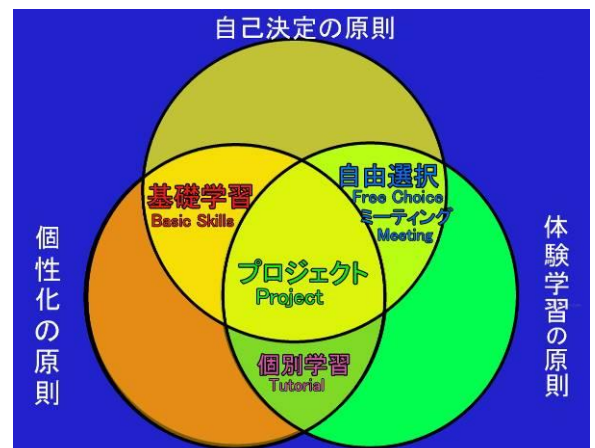 自己決定の原則
基礎学習
Basic Skills
自由選択
Free Choice
ミーティング
Meeting
個性化の原則
体験学習の原則
プロジェクト
Project
個別学習
Tutorial